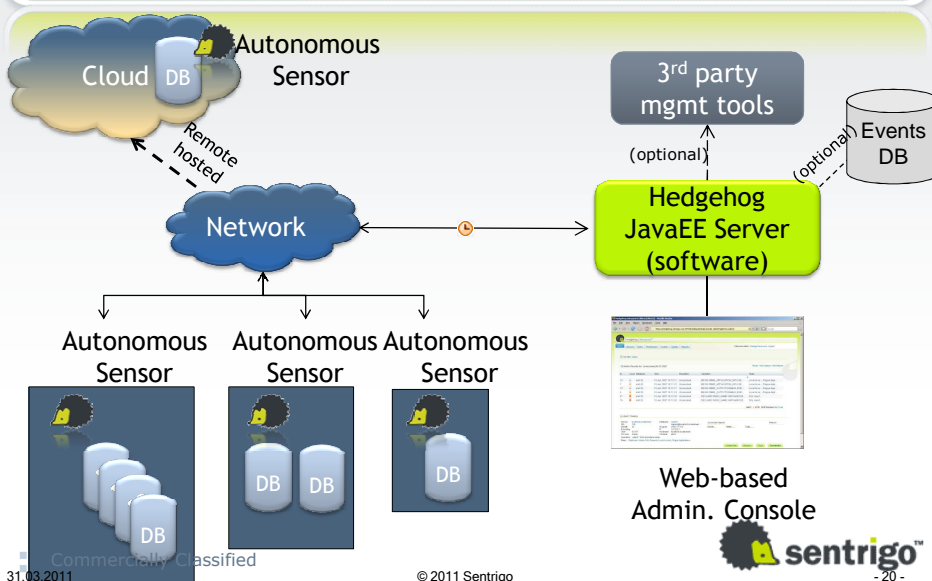 Autonomous
Sensor
Cloud
DB
Remote
hosted
3rd party
mgmt tools
(optional)
(optional)
Events
DB
Network
Hedgehog
JavaEE Server
(software)
Autonomous
Sensor
Autonomous
Sensor
Autonomous
Sensor
DB
DB
DB
DB
Web-based
Admin. Console
Commercially Classified
sentrigo™
31.03.2011
© 2011 Sentrigo
- 20 -